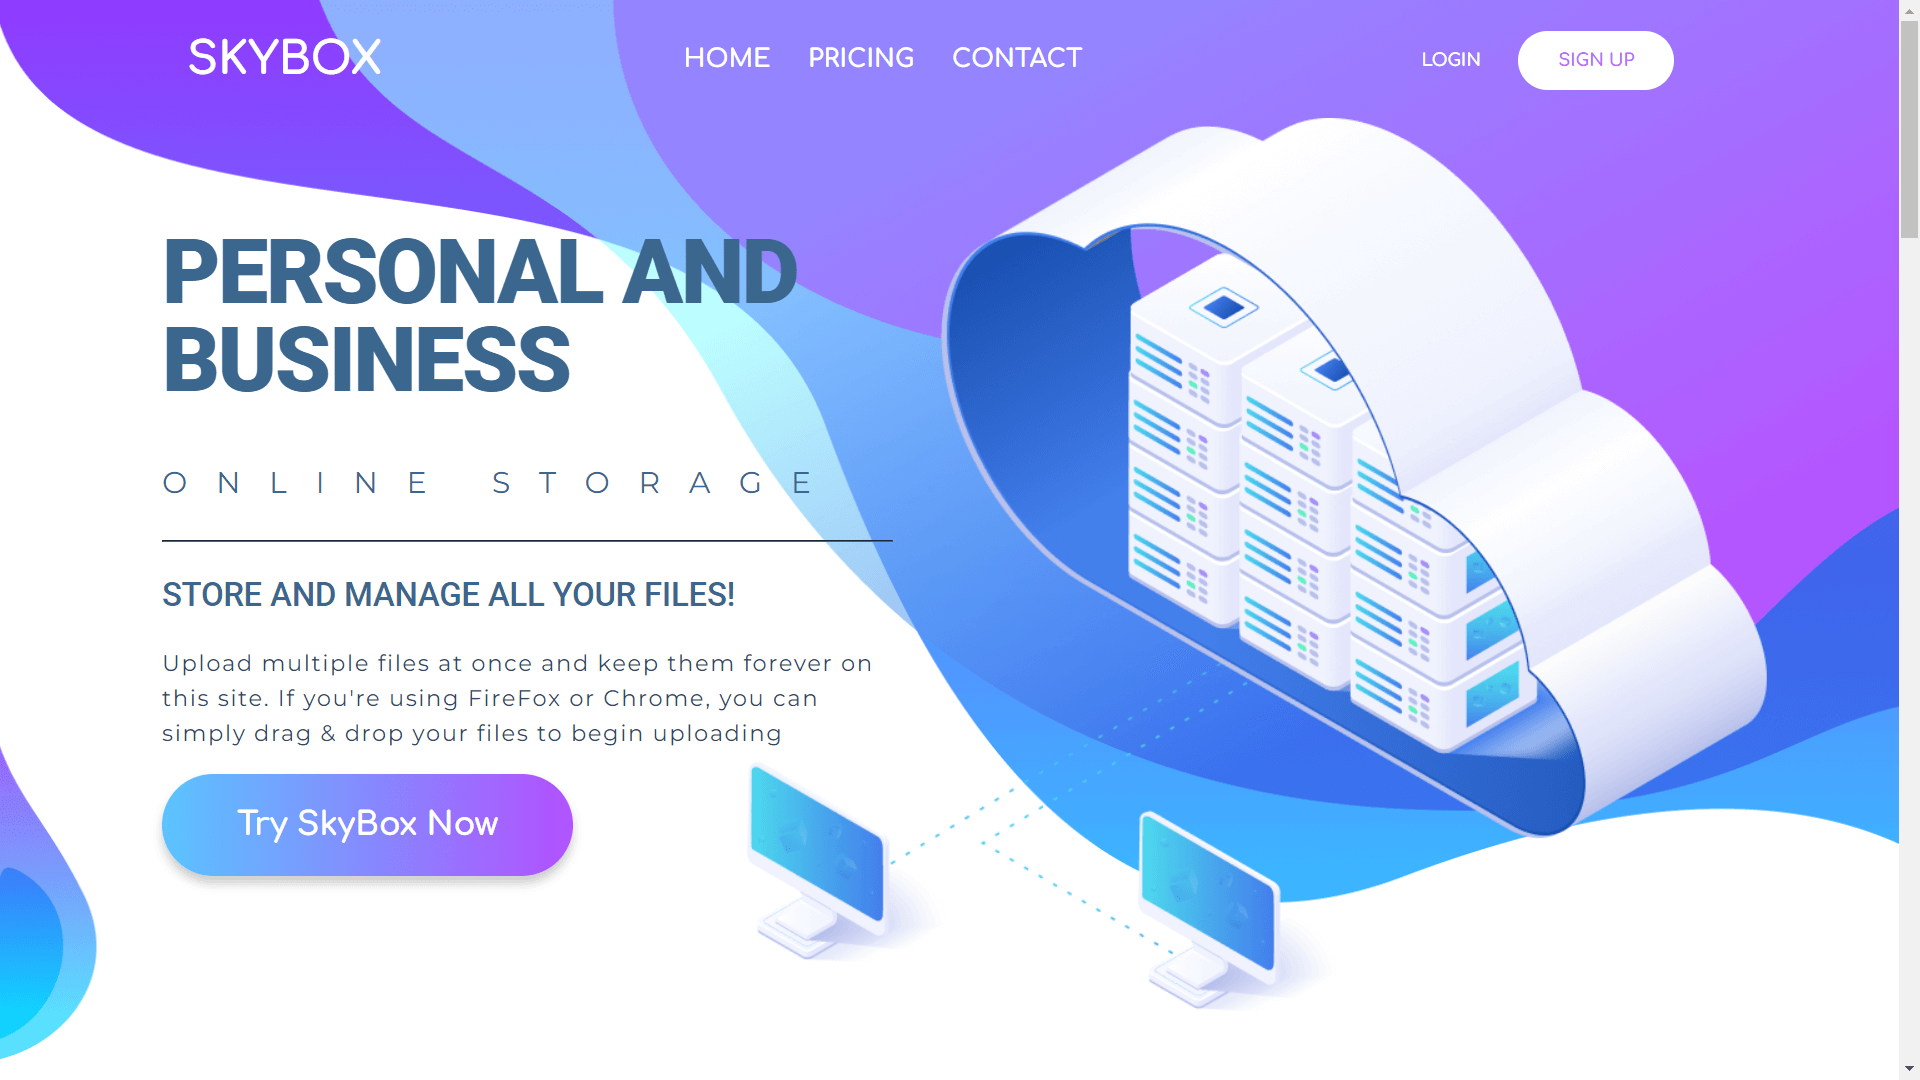 SKYBOX
HOME PRICING CONTACT
LOGIN
SIGN UP
PERSONAL AND
BUSINESS
ONLINE STORAGE
STORE AND MANAGE ALL YOUR FILES!
Upload multiple files at once and keep them forever on
this site. If you're using FireFox or Chrome, you can
simply drag & drop your files to begin uploading
Try SkyBox Now